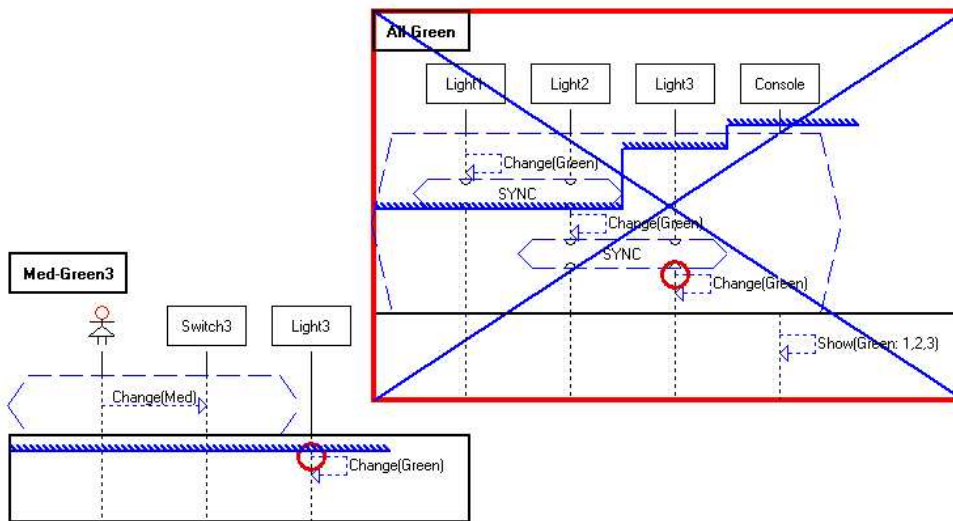 All Green
Light1
Light2
Light3
Console
Change(Green)
SYNC
Change(Green)
SYNC
Change(Green)
Show(Green: 1,2,3)
Med-Green3
Switch3
Light3
Change(Med)
Change(Green)